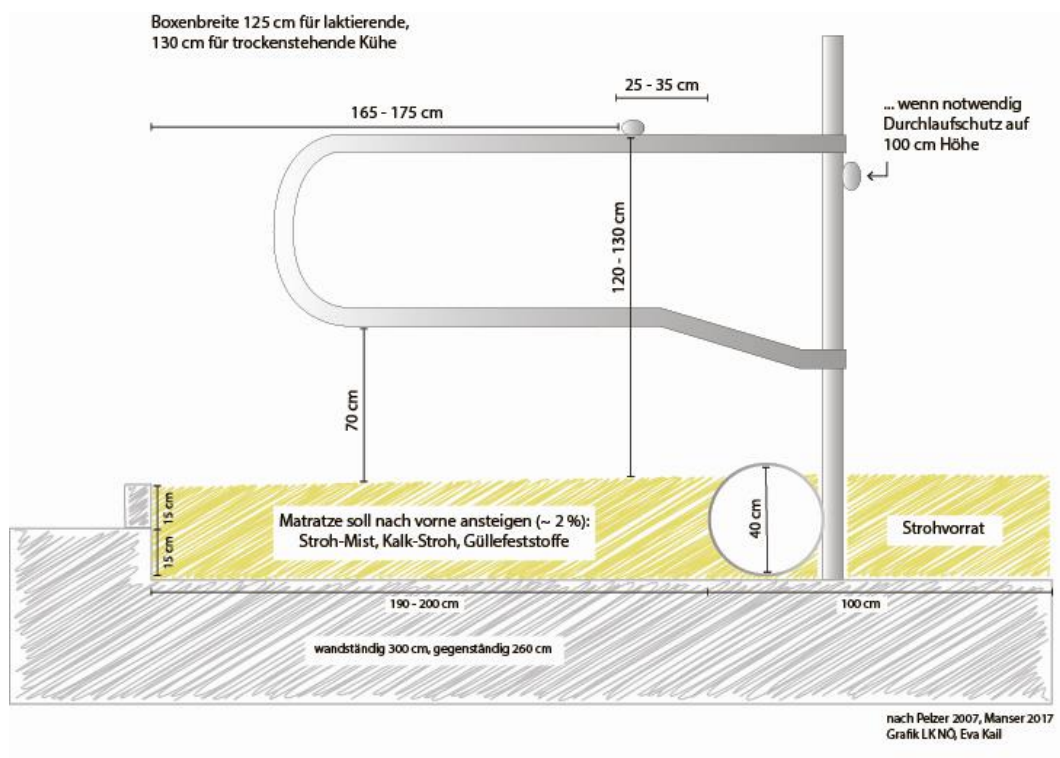 Boxenbreite 125 cm für laktierende,
130 cm für trockenstehende Kühe
25 - 35 cm
165 - 175 cm
... wenn notwendig
Durchlaufschutz auf
100 cm Höhe
120 - 130 cm
70 cm
15 cm
15 cm
Matratze soll nach vorne ansteigen (~ 2 %):
Stroh-Mist, Kalk-Stroh, Güllefeststoffe
40 cm
Strohvorrat
190 - 200 cm
100 cm
wandständig 300 cm, gegenständig 260 cm
nach Pelzer 2007, Manser 2017
Grafik LK NÖ, Eva Kail